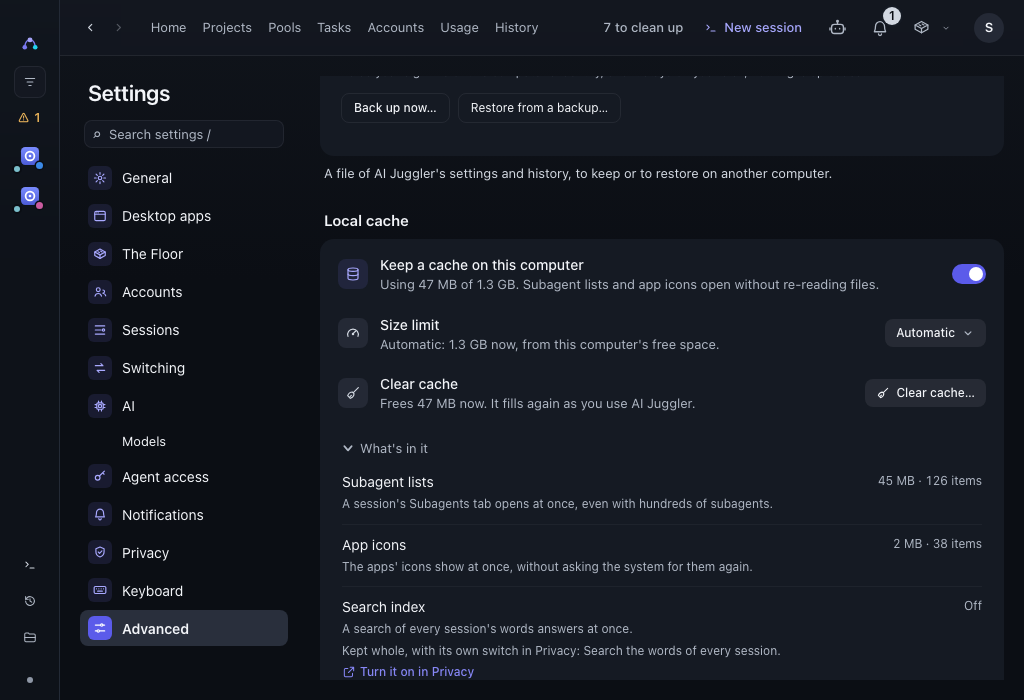 Home Projects Pools Tasks Accounts Usage History 7 to clean up New session 1 S
1
Settings
Search settings /
General
Desktop apps
The Floor
Accounts
Sessions
Switching
AI
Models
Agent access
Notifications
Privacy
Keyboard
Advanced
Back up now...
Restore from a backup...
A file of AI Juggler's settings and history, to keep or to restore on another computer.
Local cache
Keep a cache on this computer
Using 47 MB of 1.3 GB. Subagent lists and app icons open without re-reading files.
Size limit
Automatic: 1.3 GB now, from this computer's free space.
Automatic
Clear cache
Frees 47 MB now. It fills again as you use AI Juggler.
Clear cache...
What's in it
Subagent lists
45 MB · 126 items
A session's Subagents tab opens at once, even with hundreds of subagents.
App icons
2 MB · 38 items
The apps' icons show at once, without asking the system for them again.
Search index
Off
A search of every session's words answers at once.
Kept whole, with its own switch in Privacy: Search the words of every session.
Turn it on in Privacy